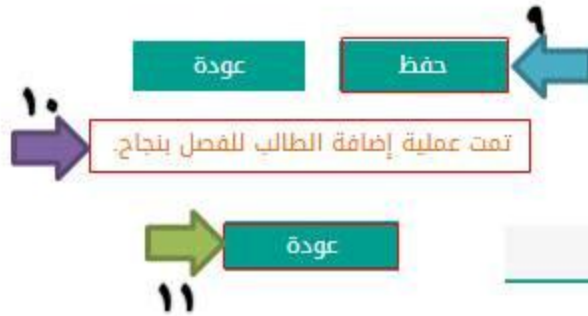 ٩
حفظ عودة
١٠
تمت عملية إضافة الطالب للفصل بنجاح.
عودة
١١